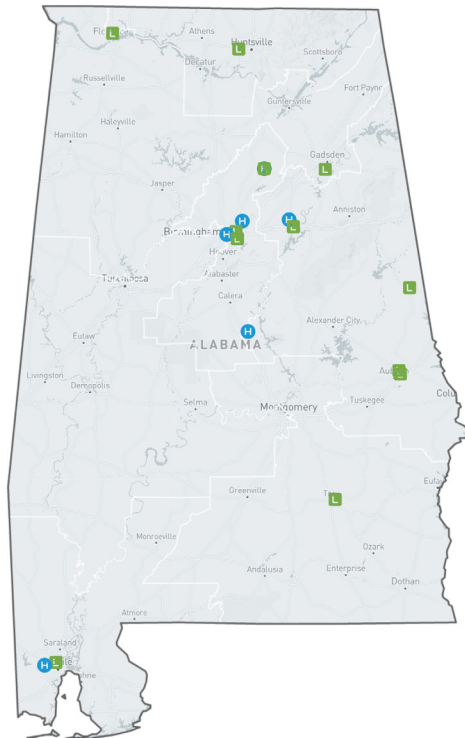 L
Athens
L
Huntsville
Scottsboro
Decatur
Russellville
Fort Payne
Guntersville
Haleyville
Hamilton
Gadsden
L
Jasper
Anniston
H
H
L
Birmingham
H
L
Hoover
Tuscaloosa
Alabaster
L
Calera
Alexander City
H
ALABAMA
Eutaw
Livingston
Demopolis
L
Tuskegee
Selma
Montgomery
Greenville
L
Monroeville
Ozark
Andalusia
Enterprise
Dothan
Atmore
Saraland
H
L